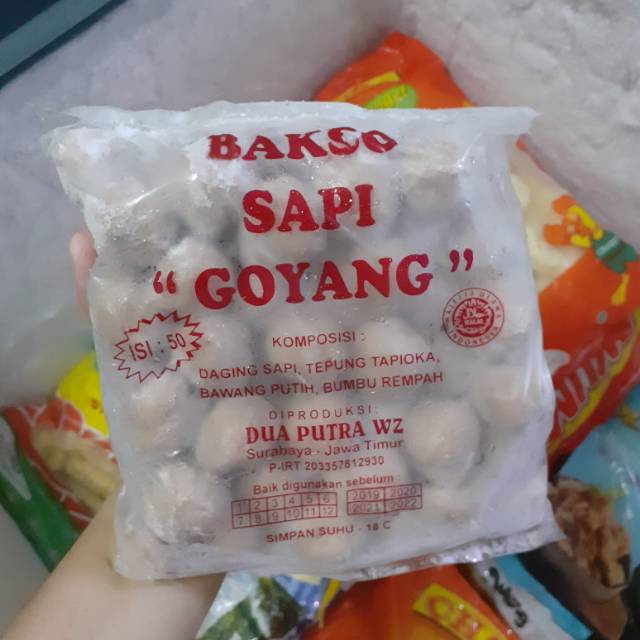 BAKSO
SAPI
“ GOYANG ”
ISI : 50
KOMPOSISI :
DAGING SAPI, TEPUNG TAPIOKA,
BAWANG PUTIH, BUMBU REMPAH
HALAL
INDONESIA
DIPRODUKSI :
DUA PUTRA WZ
Surabaya - Jawa Timur
P-IRT 203357812930
Baik digunakan sebelum :
1 2 3 4 5 6 2019 2020
7 8 9 10 11 12 2021 2022
SIMPAN SUHU - 18 C